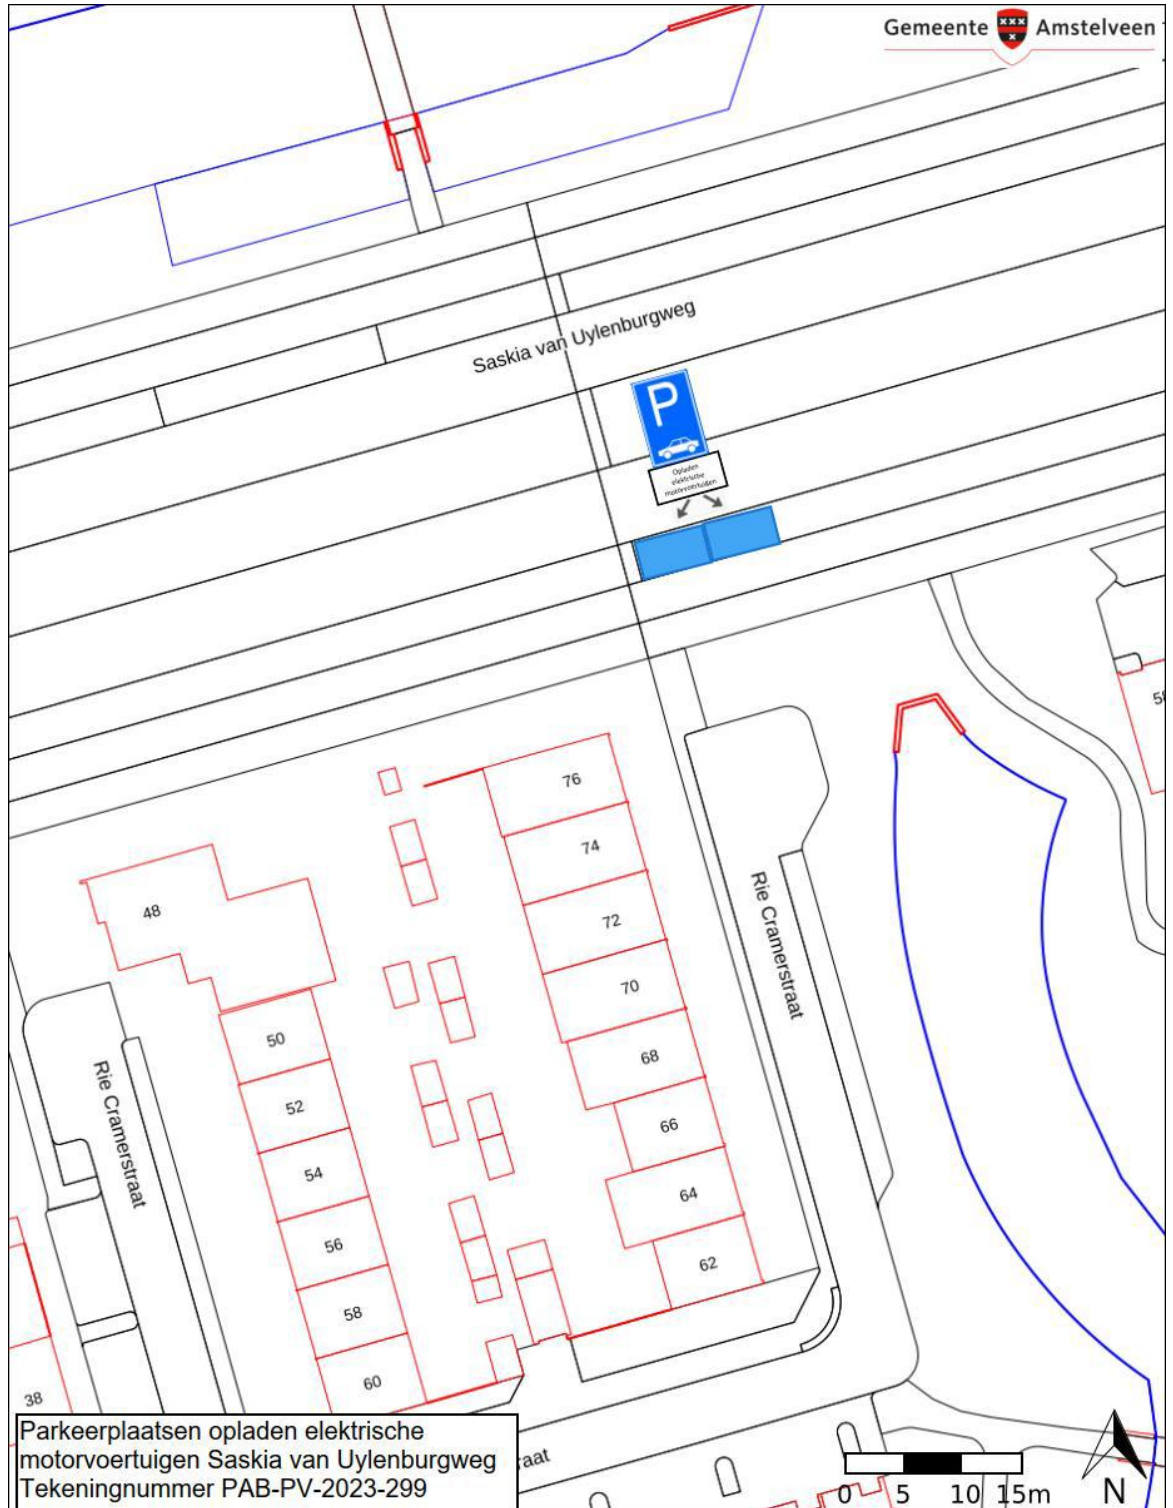 Gemeente Amstelveen
Saskia van Uylenburgweg
P
Opladen
elektrische
motorvoertuigen
58
76
74
72
70
68
66
64
62
48
50
52
54
56
58
60
38
Rie Cramerstraat
Rie Cramerstraat
raat
Parkeerplaatsen opladen elektrische
motorvoertuigen Saskia van Uylenburgweg
Tekeningnummer PAB-PV-2023-299
0 5 10 15m
N